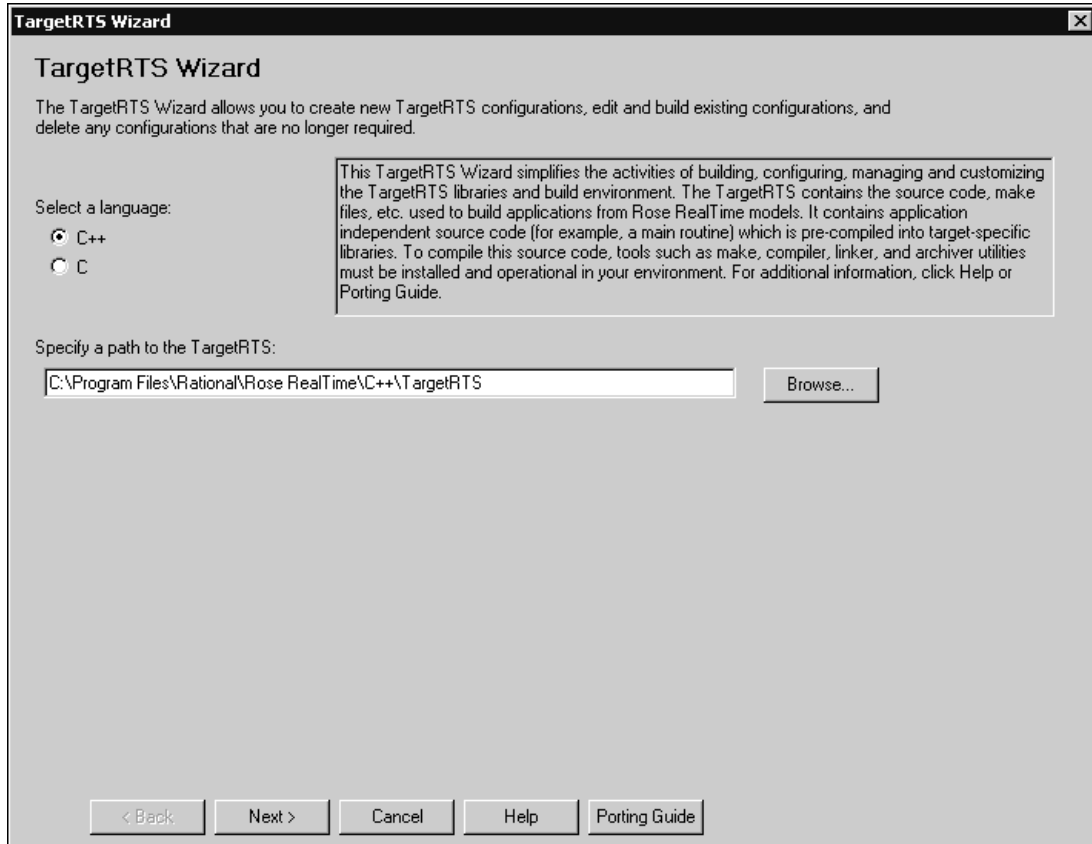 TargetRTS Wizard
TargetRTS Wizard
The TargetRTS Wizard allows you to create new TargetRTS configurations, edit and build existing configurations, and
delete any configurations that are no longer required.
Select a language:
C++
C
This TargetRTS Wizard simplifies the activities of building, configuring, managing and customizing
the TargetRTS libraries and build environment. The TargetRTS contains the source code, make
files, etc. used to build applications from Rose RealTime models. It contains application
independent source code (for example, a main routine) which is pre-compiled into target-specific
libraries. To compile this source code, tools such as make, compiler, linker, and archiver utilities
must be installed and operational in your environment. For additional information, click Help or
Porting Guide.
Specify a path to the TargetRTS:
C:\Program Files\Rational\Rose RealTime\C++\TargetRTS
Browse...
< Back
Next >
Cancel
Help
Porting Guide